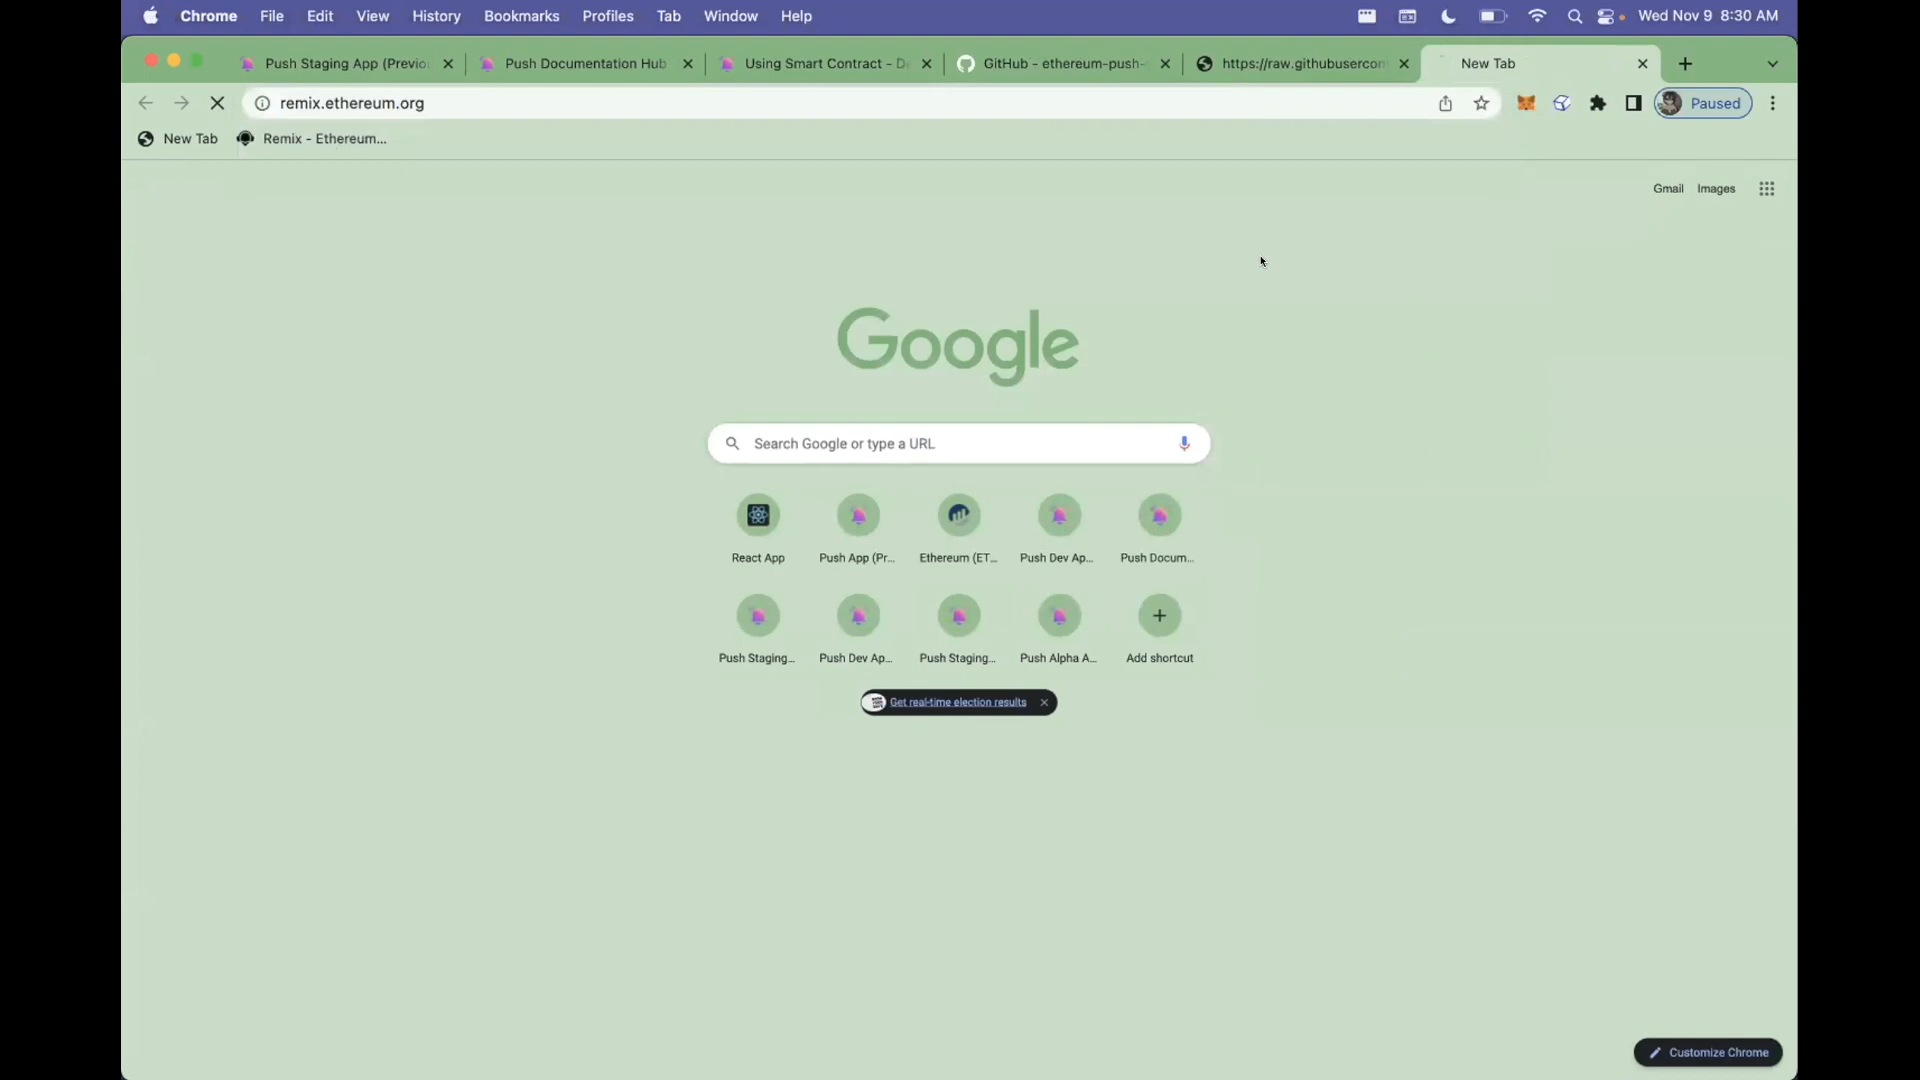 Chrome File Edit View History Bookmarks Profiles Tab Window Help Wed Nov 9 8:30 AM
Push Staging App (Previo Push Documentation Hub Using Smart Contract - De GitHub - ethereum-push- https://raw.githubusercon New Tab
remix.ethereum.org Paused
New Tab Remix - Ethereum...
Gmail Images
Google
Search Google or type a URL
React App Push App (Pr... Ethereum (ET... Push Dev Ap... Push Docum...
Push Staging... Push Dev Ap... Push Staging... Push Alpha A... Add shortcut
Get real-time election results
Customize Chrome